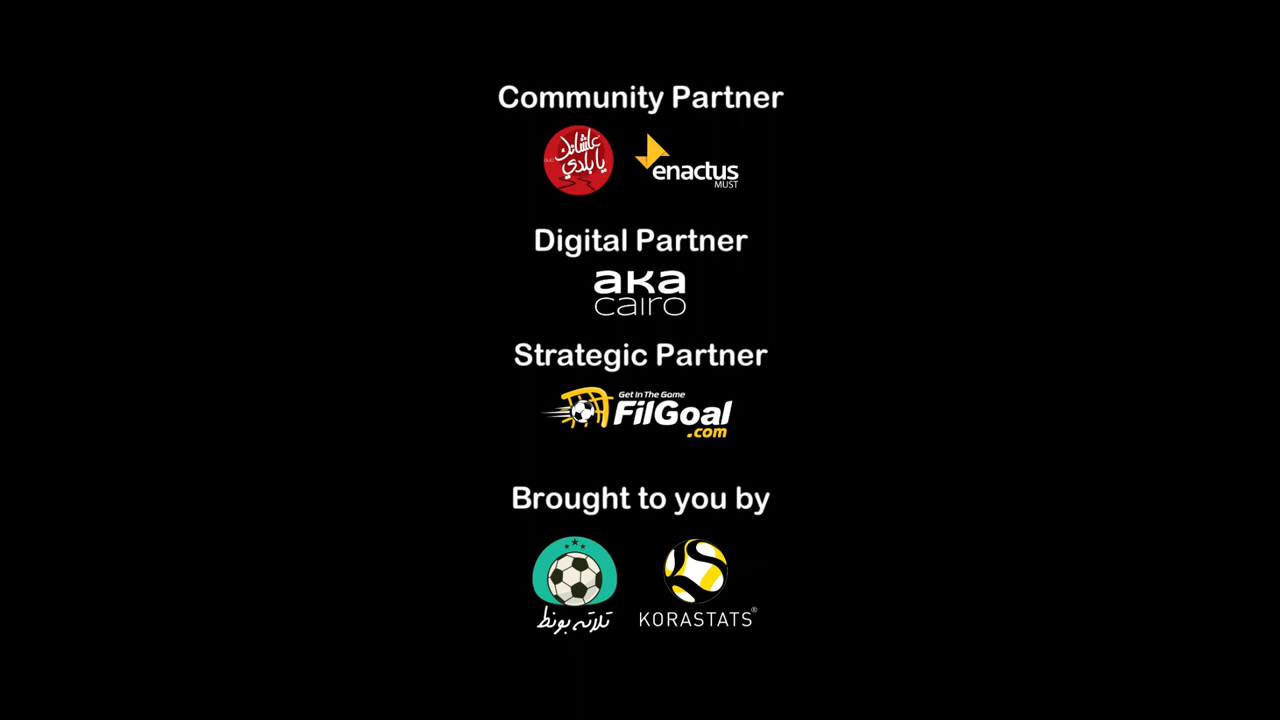 Community Partner
علشانك
يا بلدي
enactus
MUST
Digital Partner
aka
cairo
Strategic Partner
Get In The Game
FilGoal
.com
Brought to you by
تلاته بونط
KORASTATS®